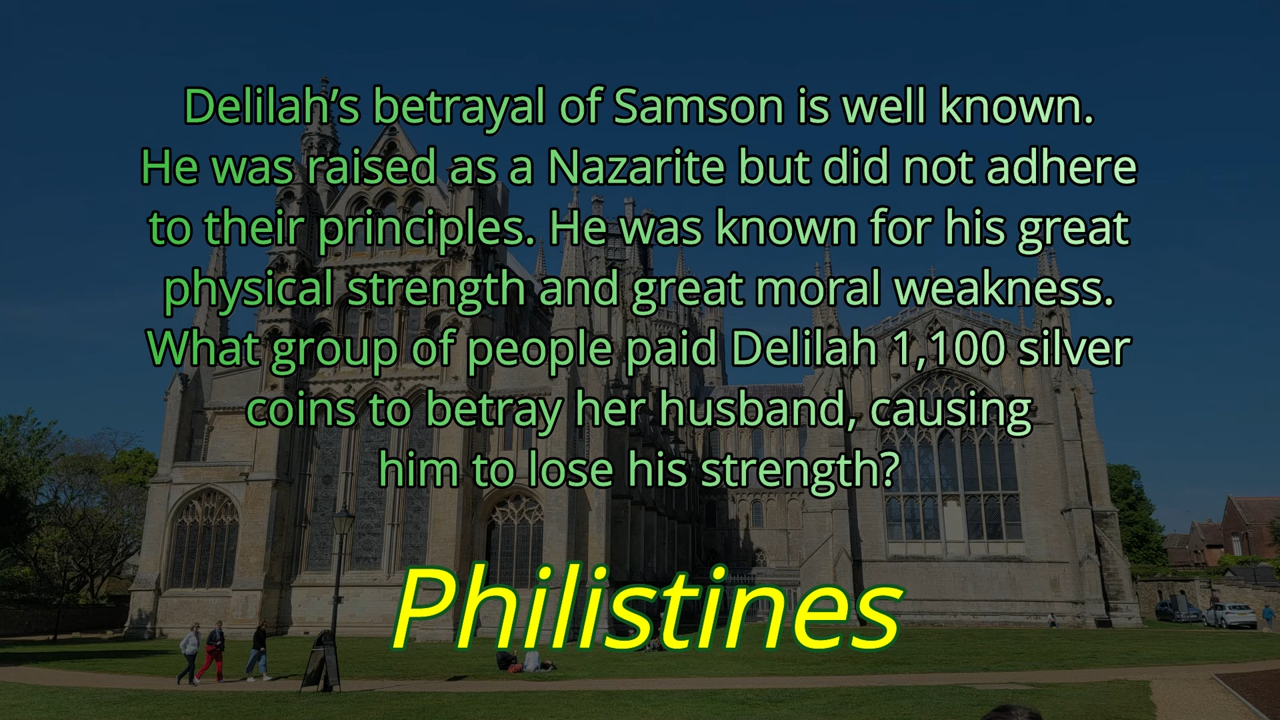 Delilah’s betrayal of Samson is well known.
He was raised as a Nazarite but did not adhere
to their principles. He was known for his great
physical strength and great moral weakness.
What group of people paid Delilah 1,100 silver
coins to betray her husband, causing
him to lose his strength?
Philistines